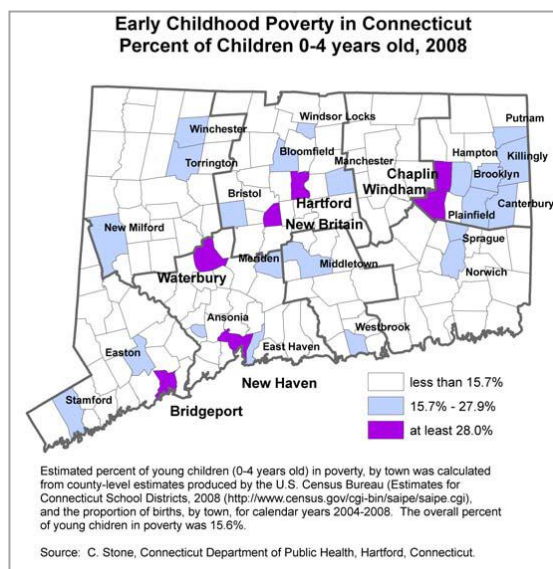 Early Childhood Poverty in Connecticut
Percent of Children 0-4 years old, 2008
Putnam
Windsor Locks
Winchester
Bloomfield
Hampton
Killingly
Torrington
Manchester
Brooklyn
Chaplin
Bristol
Windham
Hartford
Canterbury
New Britain
Plainfield
New Milford
Sprague
Meriden
Middletown
Waterbury
Norwich
Ansonia
Westbrook
East Haven
Easton
New Haven
less than 15.7%
Stamford
15.7% - 27.9%
Bridgeport
at least 28.0%
Estimated percent of young children (0-4 years old) in poverty, by town was calculated
from county-level estimates produced by the U.S. Census Bureau (Estimates for
Connecticut School Districts, 2008 (http://www.census.gov/cgi-bin/saipe/saipe.cgi),
and the proportion of births, by town, for calendar years 2004-2008. The overall percent
of young children in poverty was 15.6%.
Source: C. Stone, Connecticut Department of Public Health, Hartford, Connecticut.